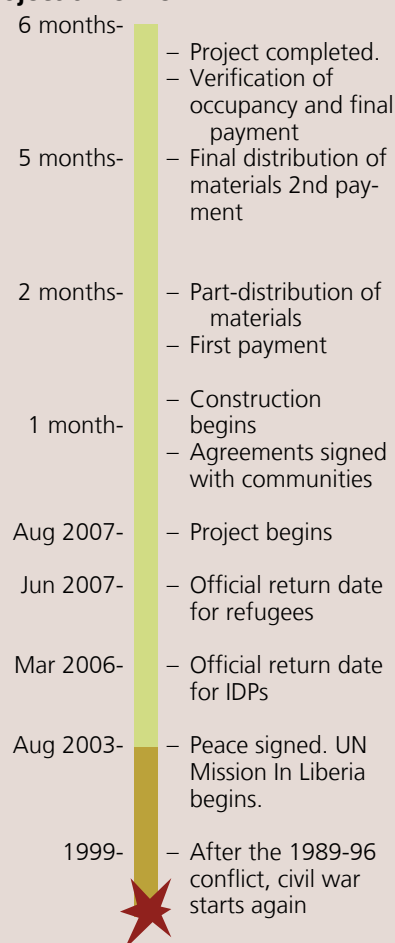 6 months-
– Project completed.
– Verification of
occupancy and final
payment
5 months-
– Final distribution of
materials 2nd pay-
ment
2 months-
– Part-distribution of
materials
– First payment
– Construction
begins
1 month-
– Agreements signed
with communities
Aug 2007-
– Project begins
Jun 2007-
– Official return date
for refugees
Mar 2006-
– Official return date
for IDPs
Aug 2003-
– Peace signed. UN
Mission In Liberia
begins.
1999-
– After the 1989-96
conflict, civil war
starts again